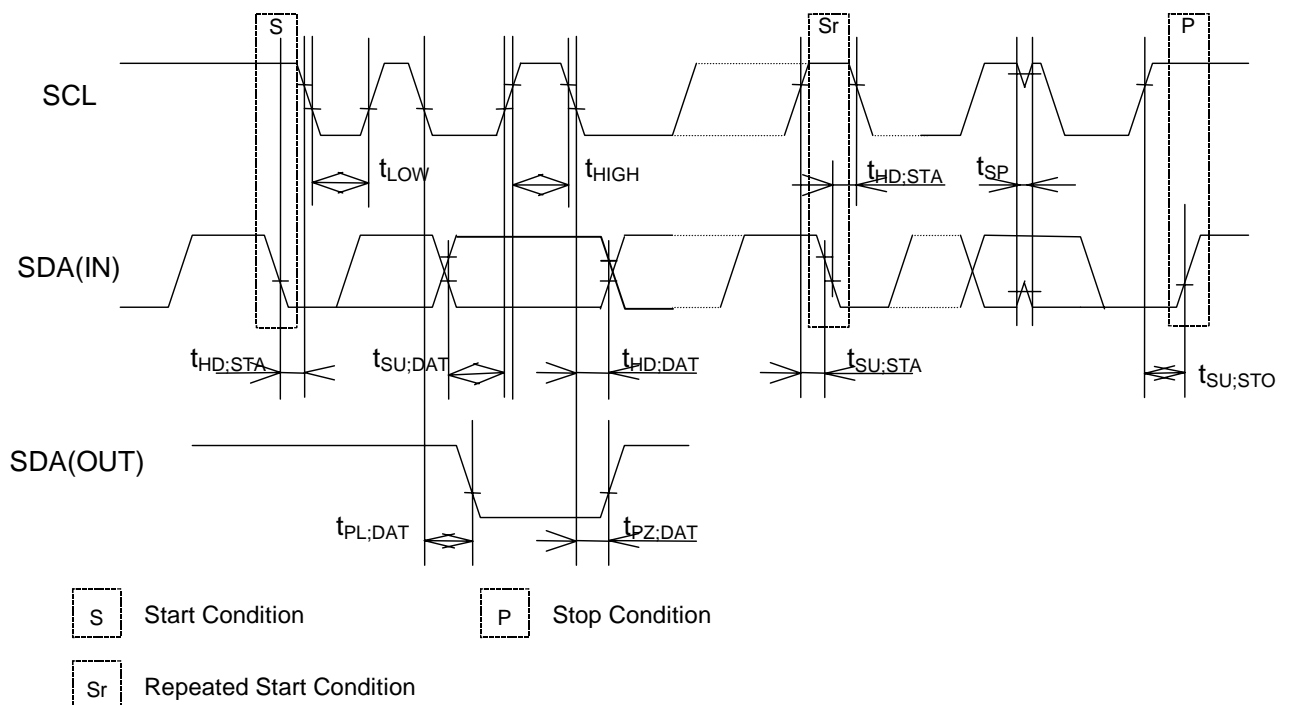 S Sr P
SCL
tLOW tHIGH tHD;STA tSP
SDA(IN)
tHD;STA tSU;DAT tHD;DAT tSU;STA tSU;STO
SDA(OUT)
tPL;DAT tPZ;DAT
S Start Condition P Stop Condition
Sr Repeated Start Condition